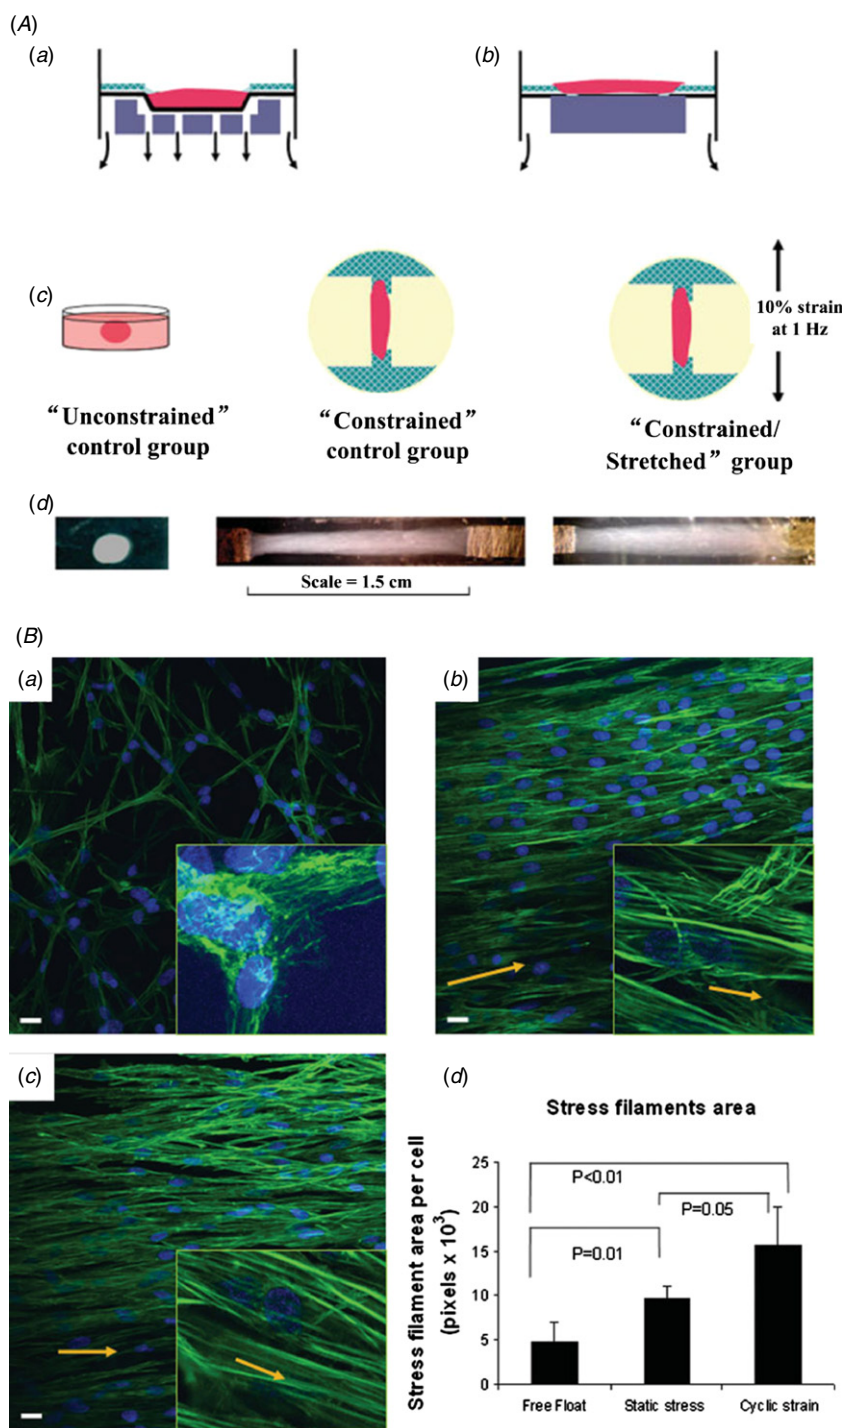 (A)
(a)
(b)
(c)
10% strain
at 1 Hz
“Unconstrained”
control group
“Constrained”
control group
“Constrained/
Stretched” group
(d)
Scale = 1.5 cm
(B)
(a)
(b)
(c)
(d)
Stress filaments area
Stress filament area per cell
(pixels x 10³)
25
20
15
10
5
0
P<0.01
P=0.05
P=0.01
Free Float
Static stress
Cyclic strain